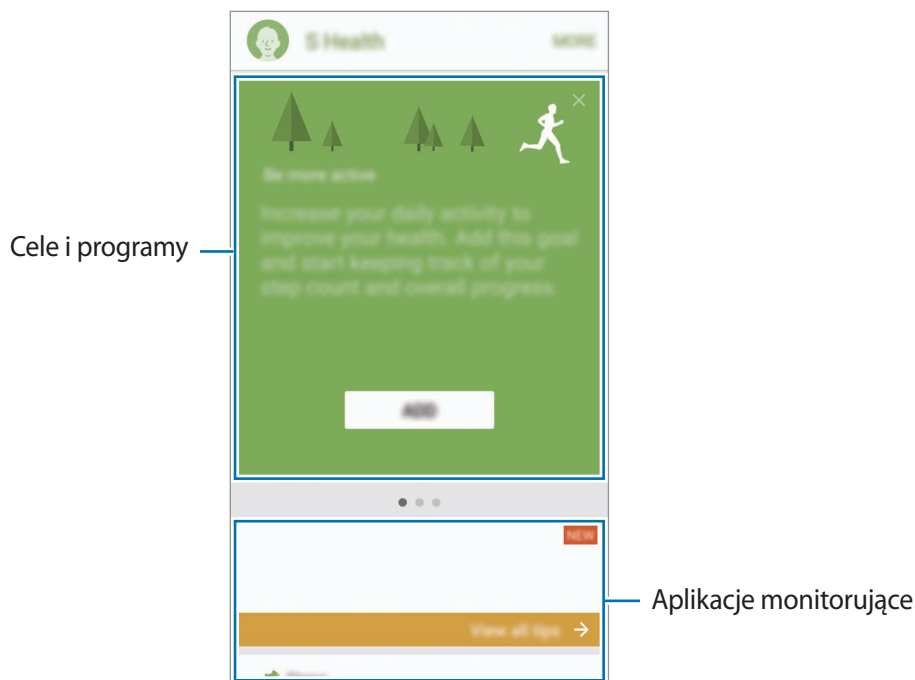 S Health
MORE
Be more active
Increase your daily activity to
improve your health. Add this goal
and start keeping track of your
step count and overall progress.
Cele i programy
ADD
NEW
Aplikacje monitorujące
View all tips